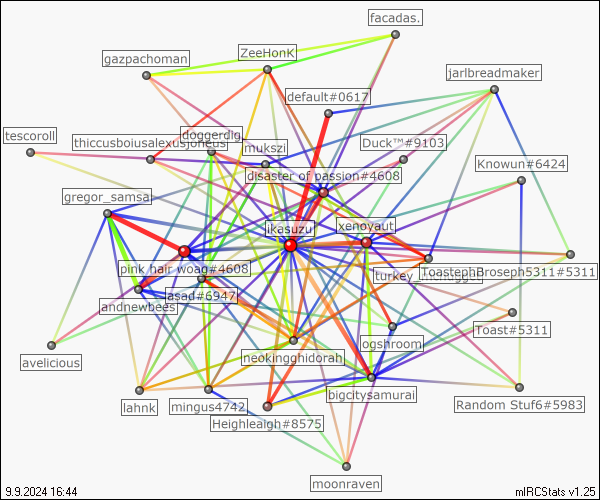 facadas.
ZeeHonK
gazpachoman
jarlbreadmaker
default#0617
tescoroll
doggerdig
thiccusboiusalexusjoneus
mukszi
Duck™#9103
Knowun#6424
disaster of passion#4608
gregor_samsa
ikasuzu
xenoyaut
pink hair woag#4608
ToastephBroseph5311#5311
asad#6947
andnewbees
Toast#5311
ogshroom
neokingghidorah
avelicious
bigcitysamurai
lahnk
mingus4742
Random Stuf6#5983
Heighleaigh#8575
moonraven
9.9.2024 16:44
mIRCStats v1.25